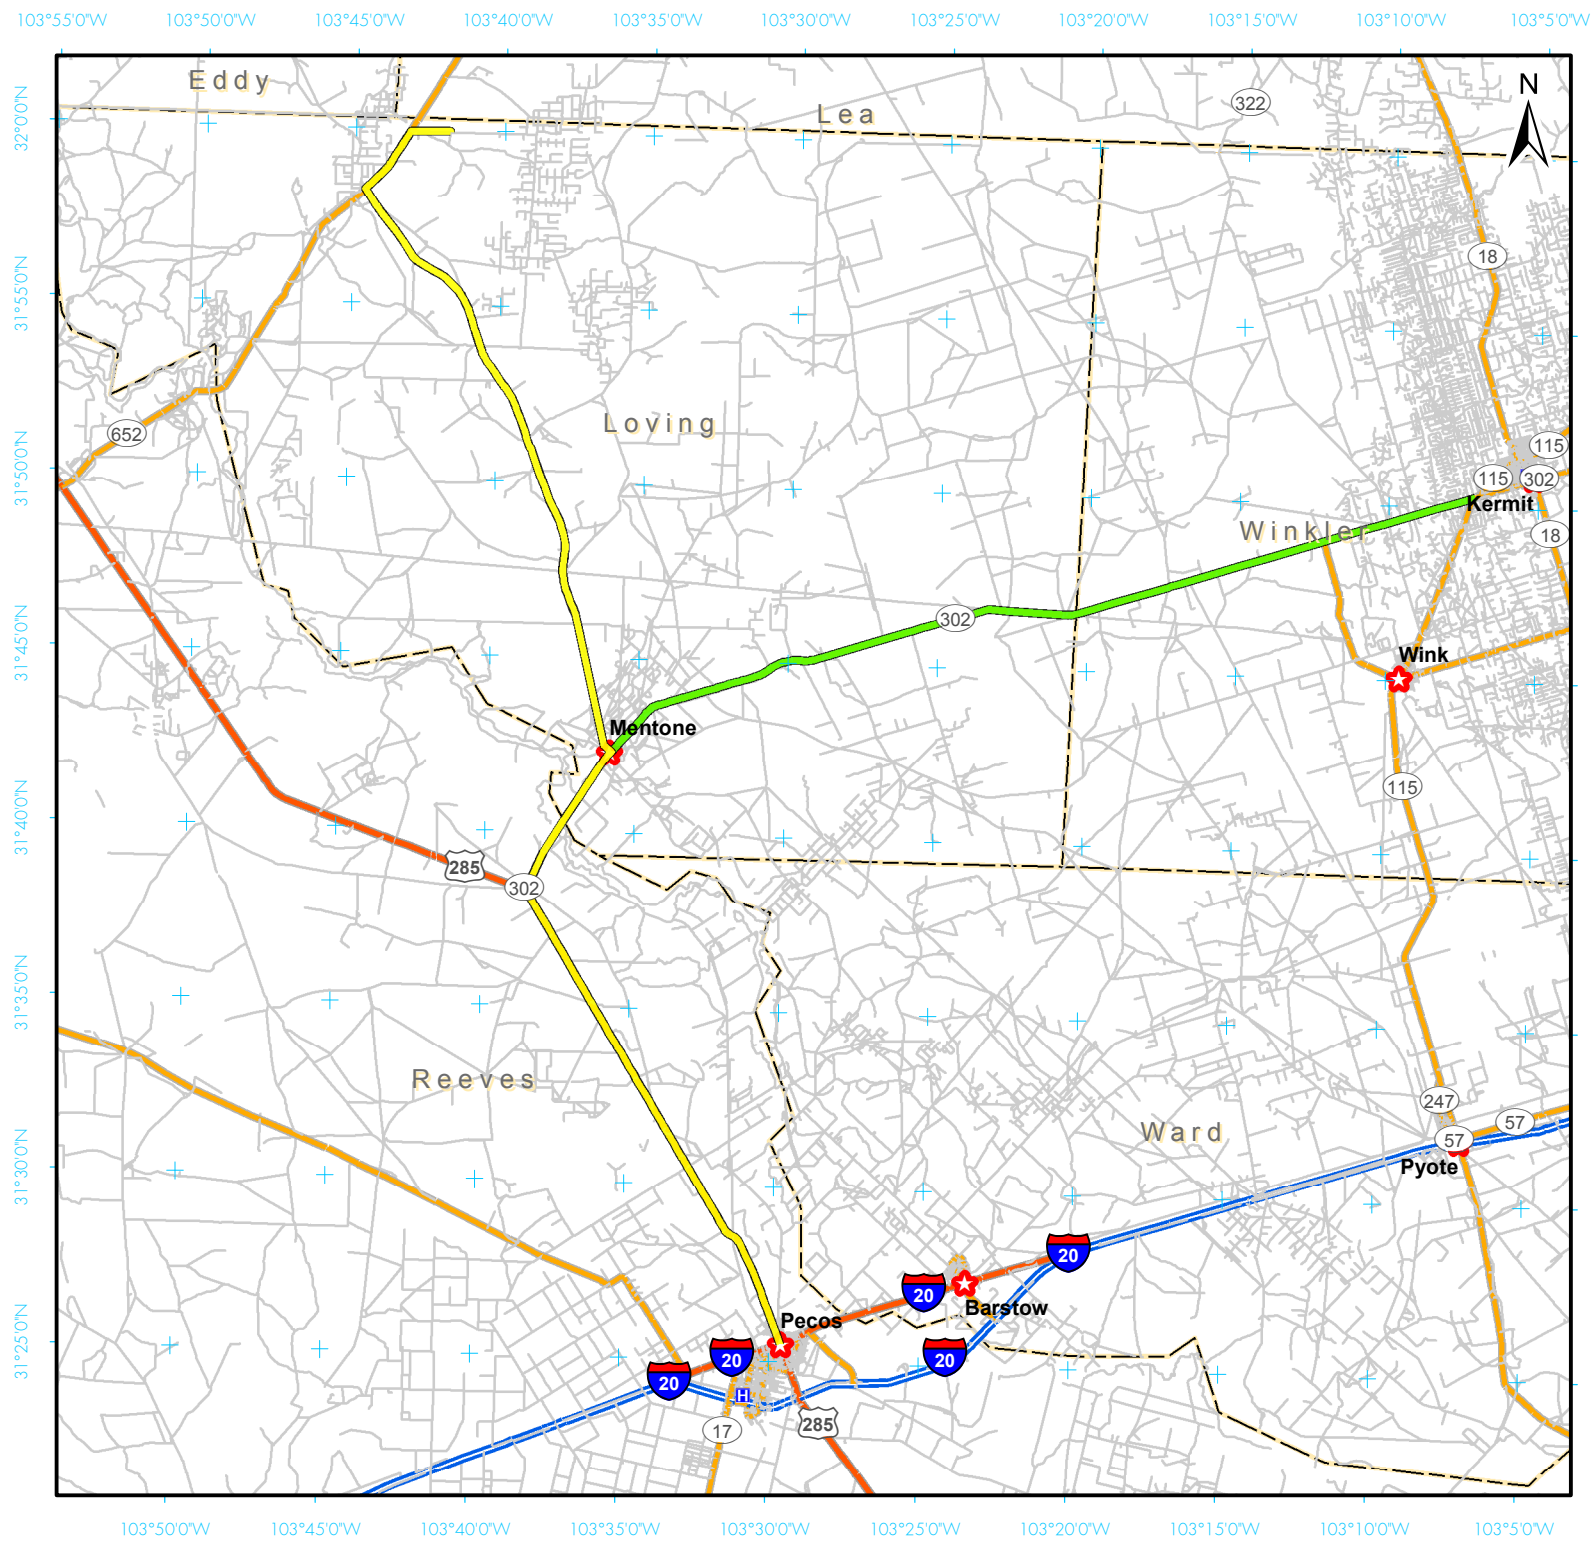 103°55'0"W 103°50'0"W 103°45'0"W 103°40'0"W 103°35'0"W 103°30'0"W 103°25'0"W 103°20'0"W 103°15'0"W 103°10'0"W 103°5'0"W
Eddy
Lea
322
N
32°0'0"N
18
31°55'0"N
Loving
652
115
31°50'0"N
115
302
Kermit
Winkler
18
302
31°45'0"N
Wink
Mentone
115
31°40'0"N
285
302
31°35'0"N
Reeves
247
57
Ward
57
31°30'0"N
Pyote
20
20
Barstow
Pecos
31°25'0"N
20
20
20
H
17
285
103°50'0"W 103°45'0"W 103°40'0"W 103°35'0"W 103°30'0"W 103°25'0"W 103°20'0"W 103°15'0"W 103°10'0"W 103°5'0"W